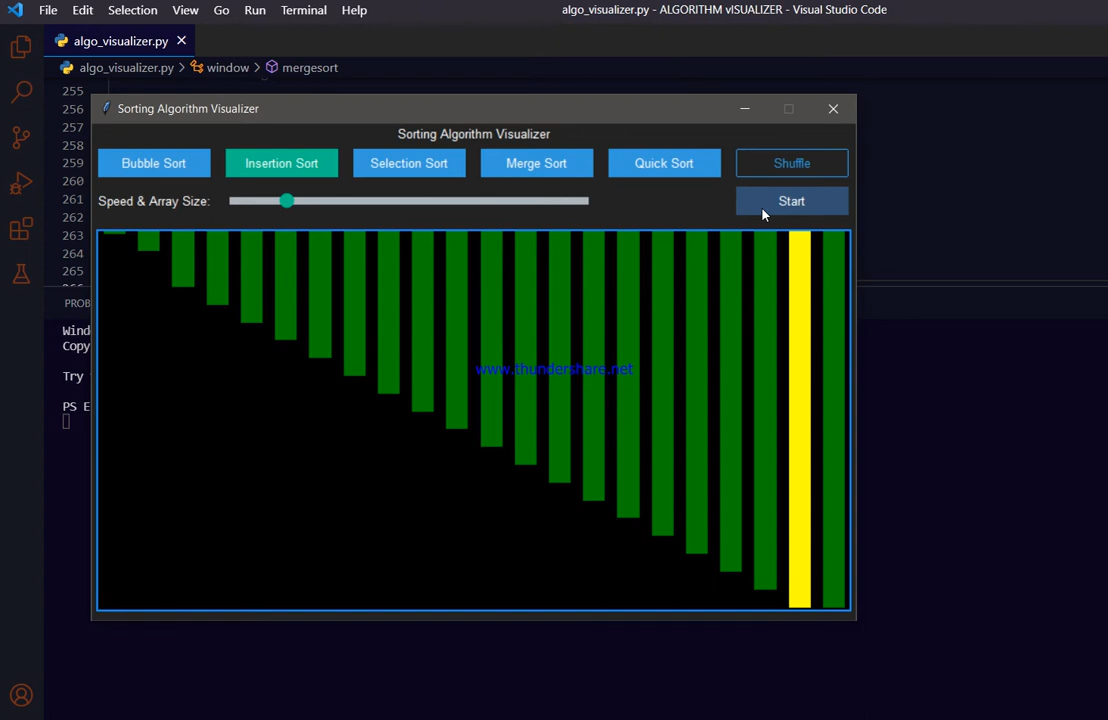 File Edit Selection View Go Run Terminal Help
algo_visualizer.py - ALGORITHM vISUALIZER - Visual Studio Code
algo_visualizer.py
algo_visualizer.py > window > mergesort
255
256
257
258
259
260
261
262
263
264
265
Sorting Algorithm Visualizer
Sorting Algorithm Visualizer
Bubble Sort Insertion Sort Selection Sort Merge Sort Quick Sort Shuffle
Speed & Array Size: Start
www.thundershare.net
PROB
Wind
Copy
Try
PS E